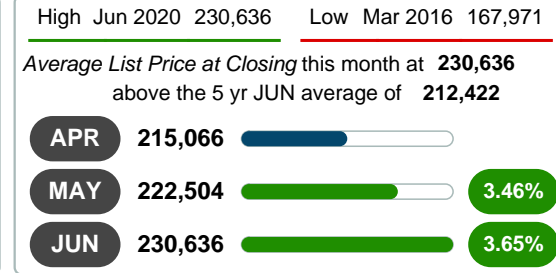 High Jun 2020 230,636 Low Mar 2016 167,971
Average List Price at Closing this month at 230,636
above the 5 yr JUN average of 212,422
APR 215,066
MAY 222,504 3.46%
JUN 230,636 3.65%